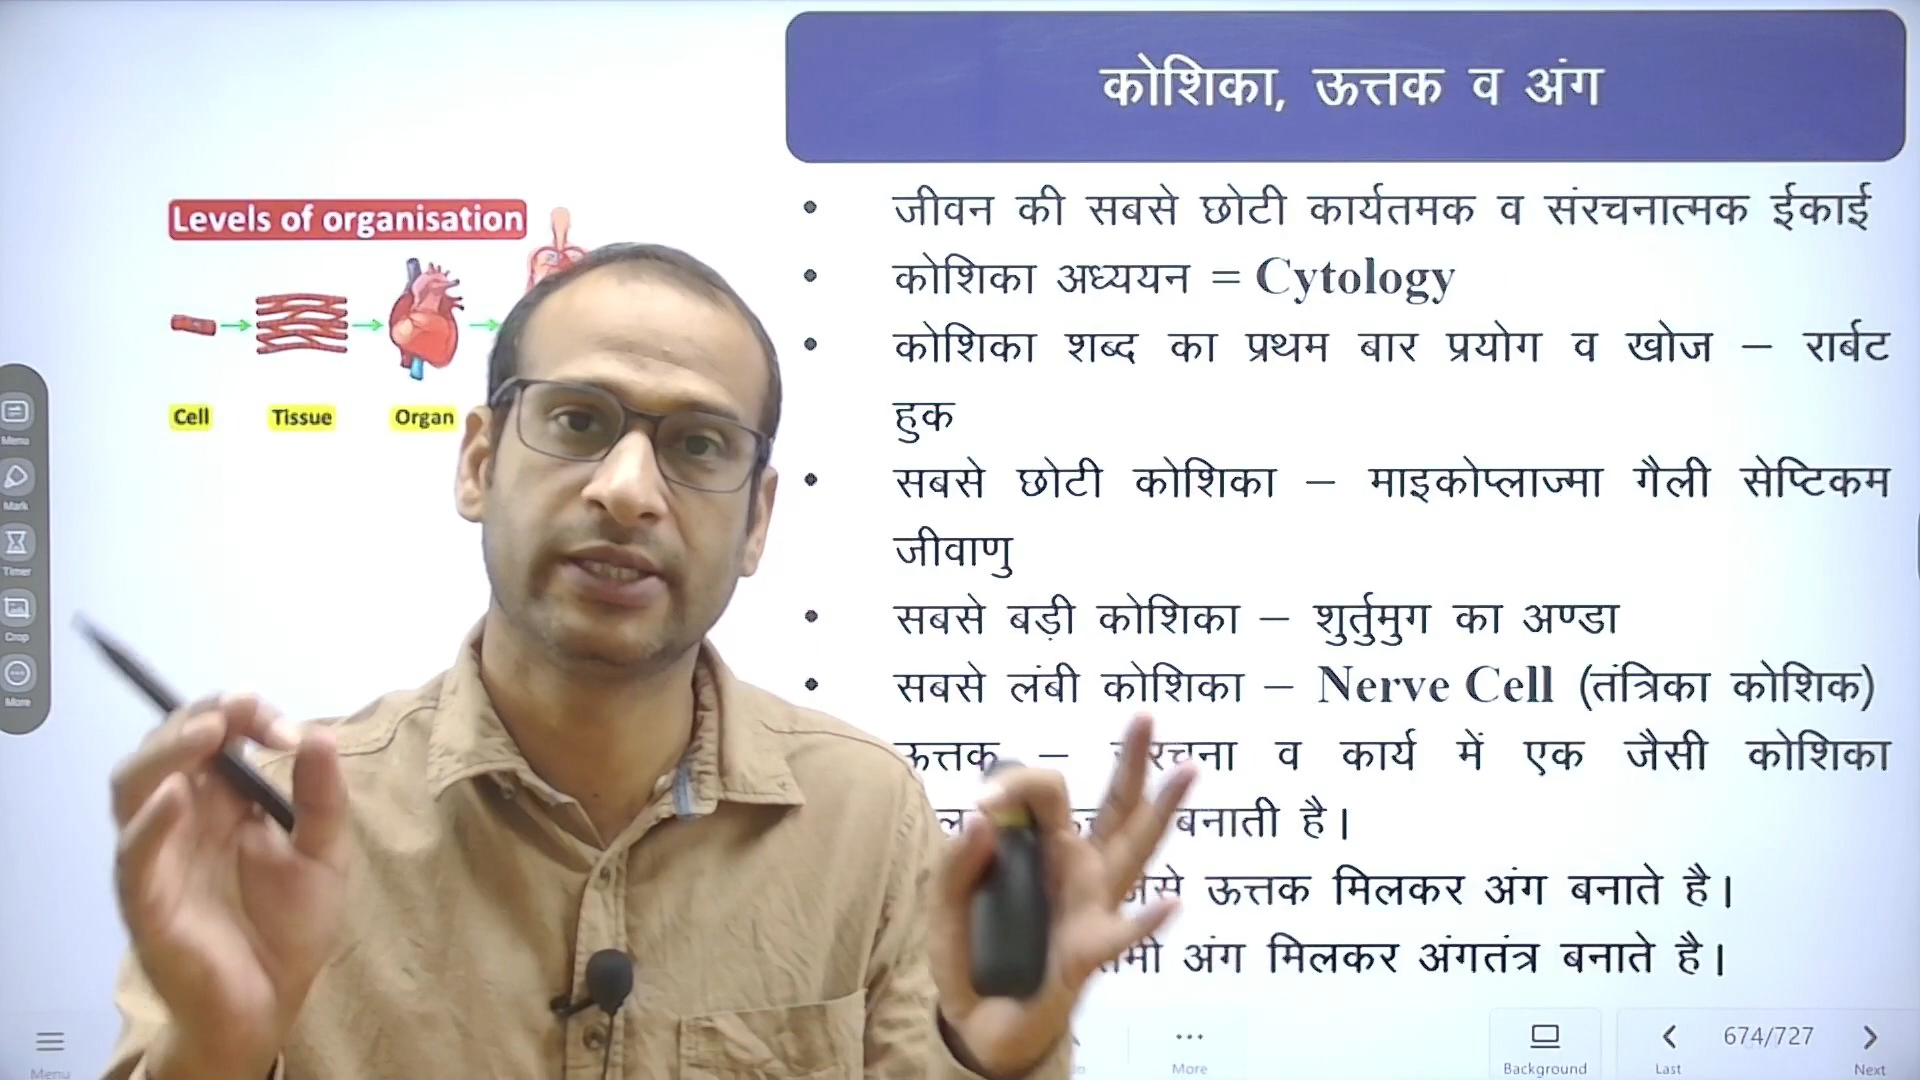 कोशिका, ऊत्तक व अंग
Levels of organisation
Cell
Tissue
Organ
• जीवन की सबसे छोटी कार्यतमक व संरचनात्मक ईकाई
• कोशिका अध्ययन = Cytology
• कोशिका शब्द का प्रथम बार प्रयोग व खोज – रार्बट
हुक
• सबसे छोटी कोशिका – माइकोप्लाज्मा गैली सेप्टिकम
जीवाणु
• सबसे बड़ी कोशिका – शुर्तुमुग का अण्डा
• सबसे लंबी कोशिका – Nerve Cell (तंत्रिका कोशिक)
ऊत्तक – व कार्य में एक जैसी कोशिका
बनाती है।
ऊत्तक मिलकर अंग बनाते है।
अंग मिलकर अंगतंत्र बनाते है।
Menu
Mark
Timer
Crop
More
Menu
More
Background
Last
674/727
Next